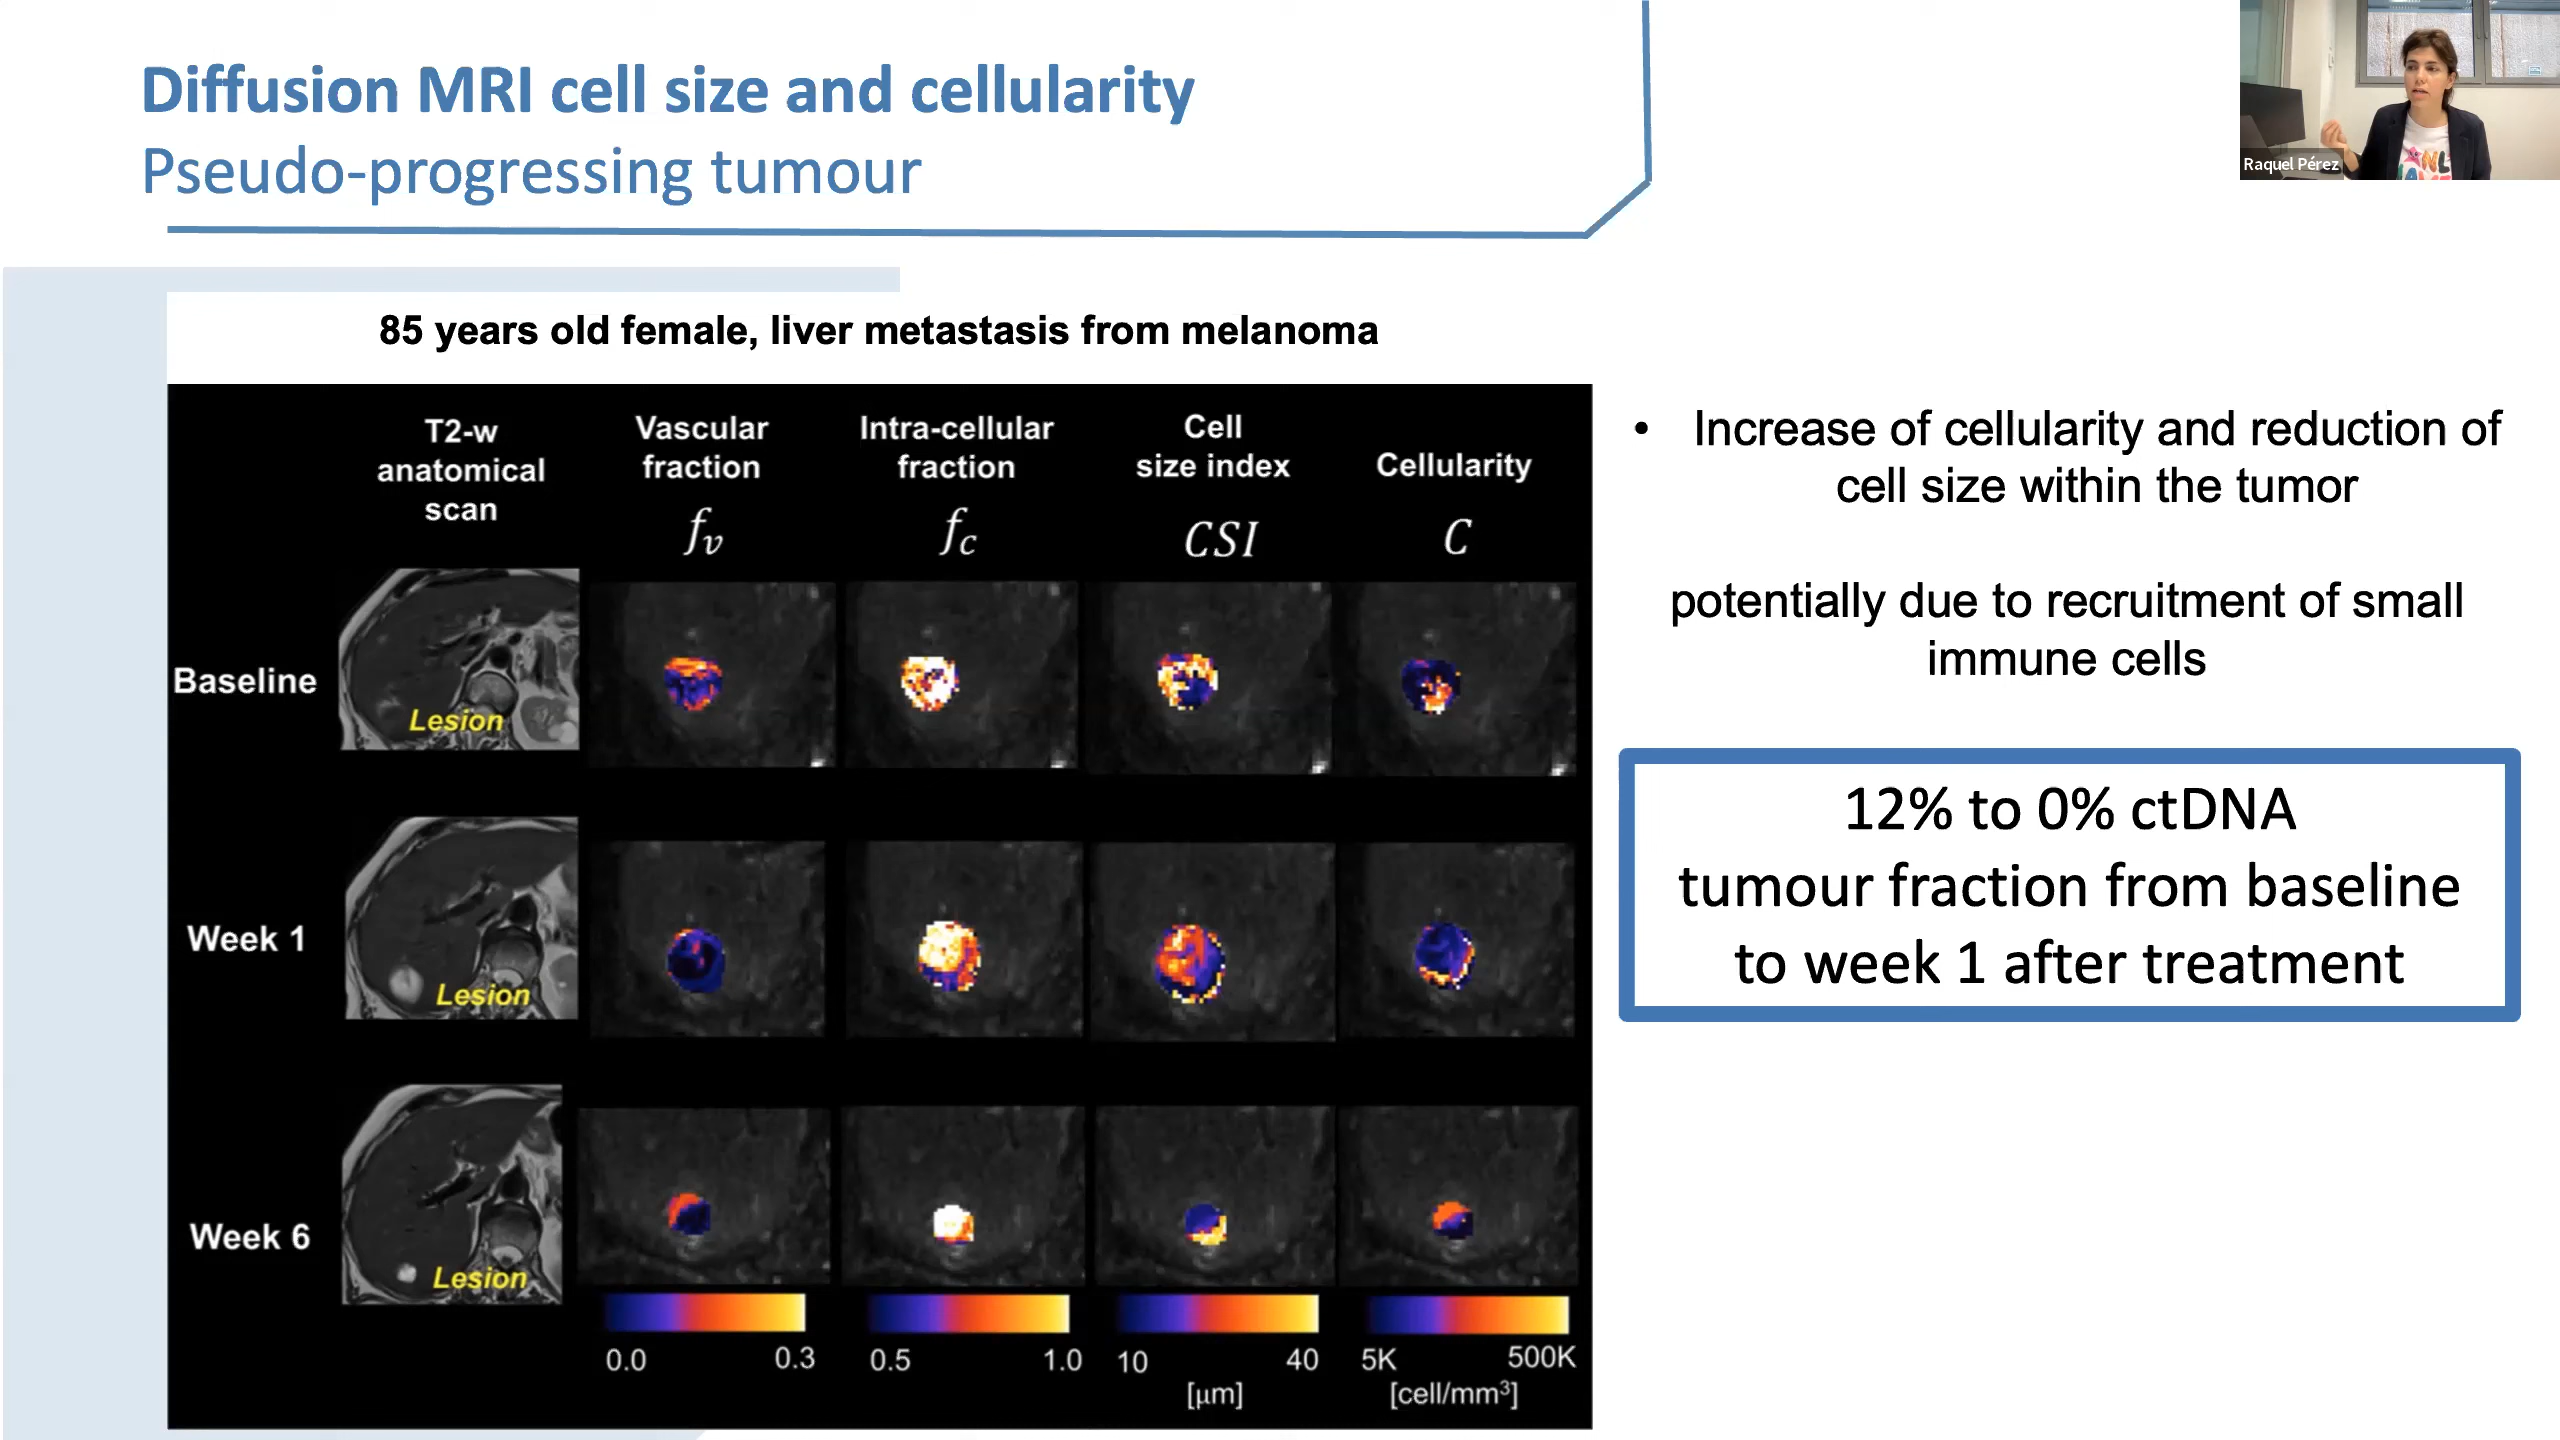 Diffusion MRI cell size and cellularity
Pseudo-progressing tumour
Raquel Pérez
85 years old female, liver metastasis from melanoma
T2-w
anatomical
scan
Vascular
fraction
fv
Intra-cellular
fraction
fc
Cell
size index
CSI
Cellularity
C
Baseline
Lesion
Week 1
Lesion
Week 6
Lesion
0.0 0.3
0.5 1.0
10 40
[µm]
5K 500K
[cell/mm³]
• Increase of cellularity and reduction of
cell size within the tumor
potentially due to recruitment of small
immune cells
12% to 0% ctDNA
tumour fraction from baseline
to week 1 after treatment